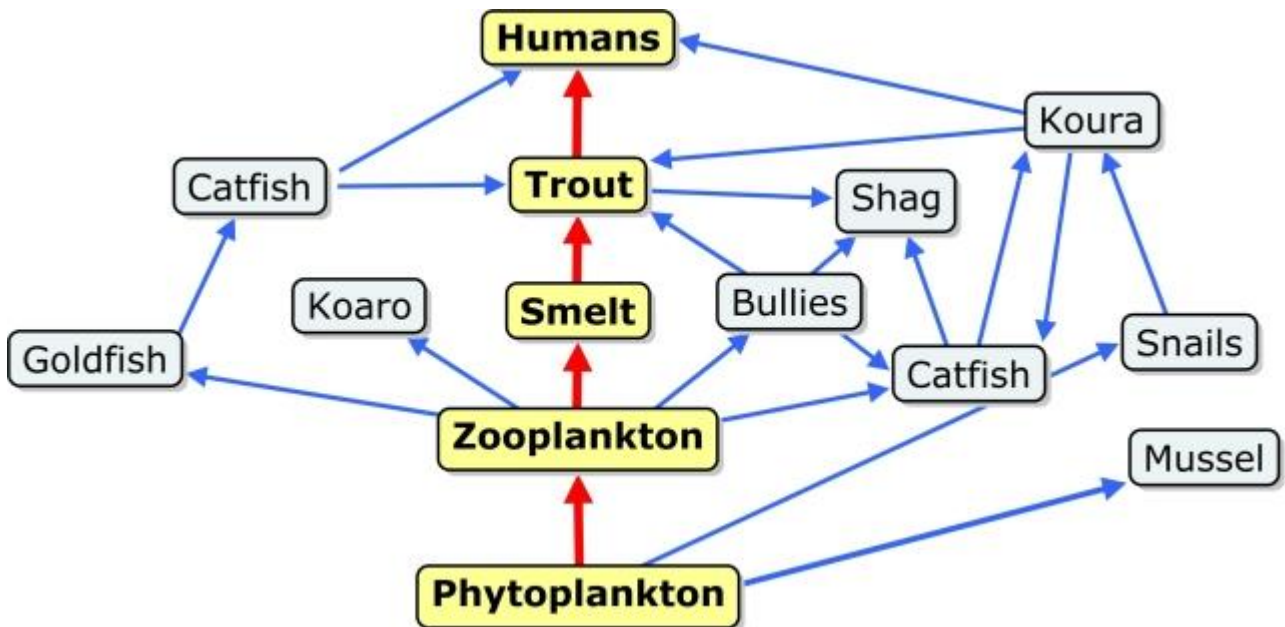 Humans
Koura
Catfish
Trout
Shag
Koaro
Smelt
Bullies
Goldfish
Catfish
Snails
Zooplankton
Mussel
Phytoplankton